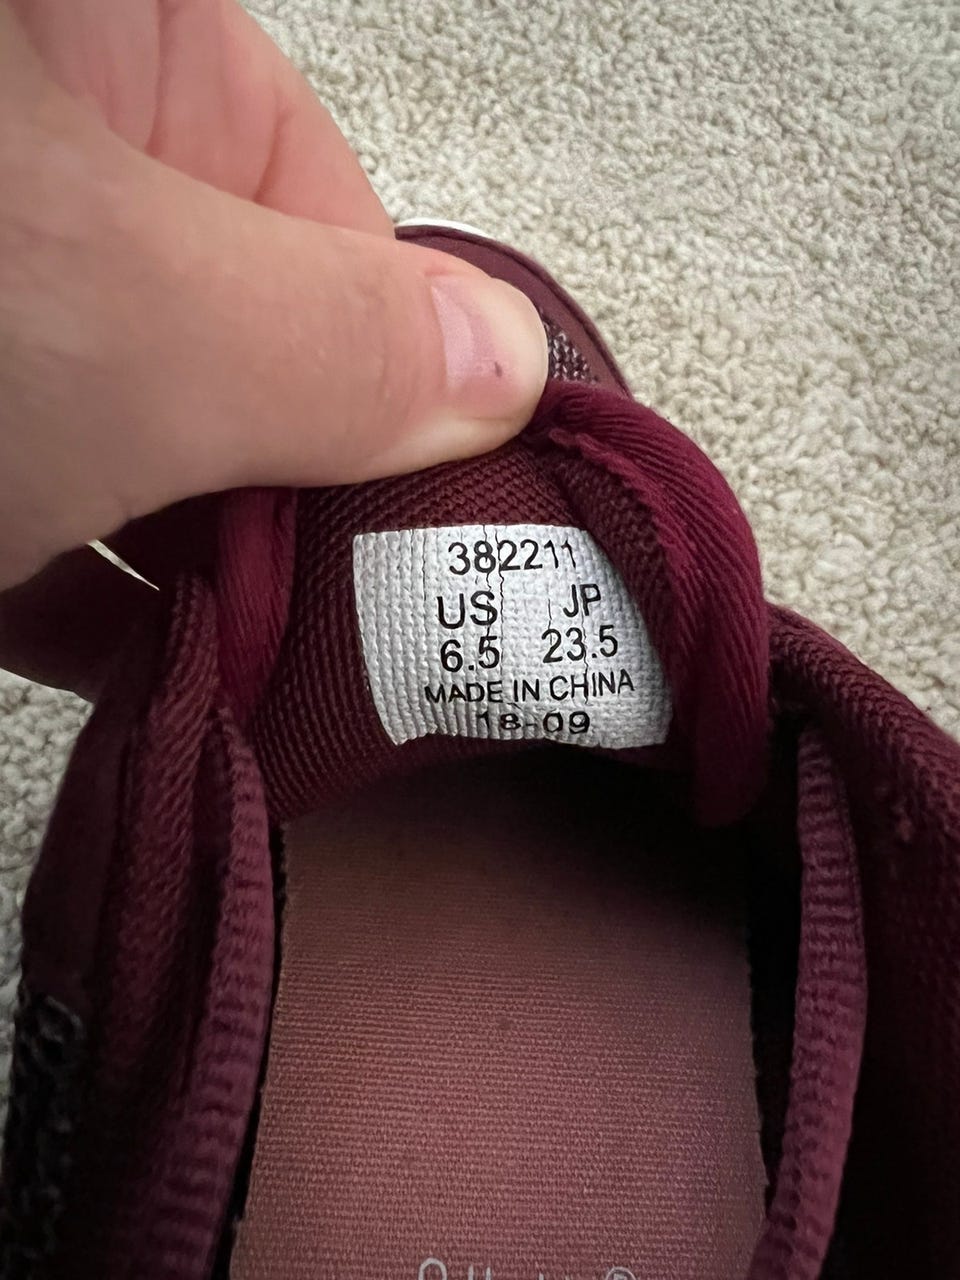 382211
US JP
6.5 23.5
MADE IN CHINA
18-09